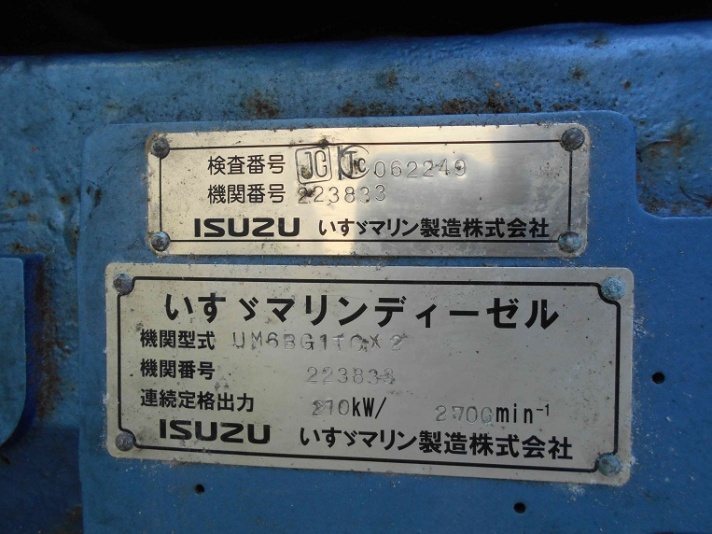 検査番号 JG Jc 062249
機関番号 223833
ISUZU いすゞマリン製造株式会社
いすゞマリンディーゼル
機関型式 UM6BG1TCX2
機関番号 223833
連続定格出力 210kW/ 2700min⁻¹
ISUZU いすゞマリン製造株式会社